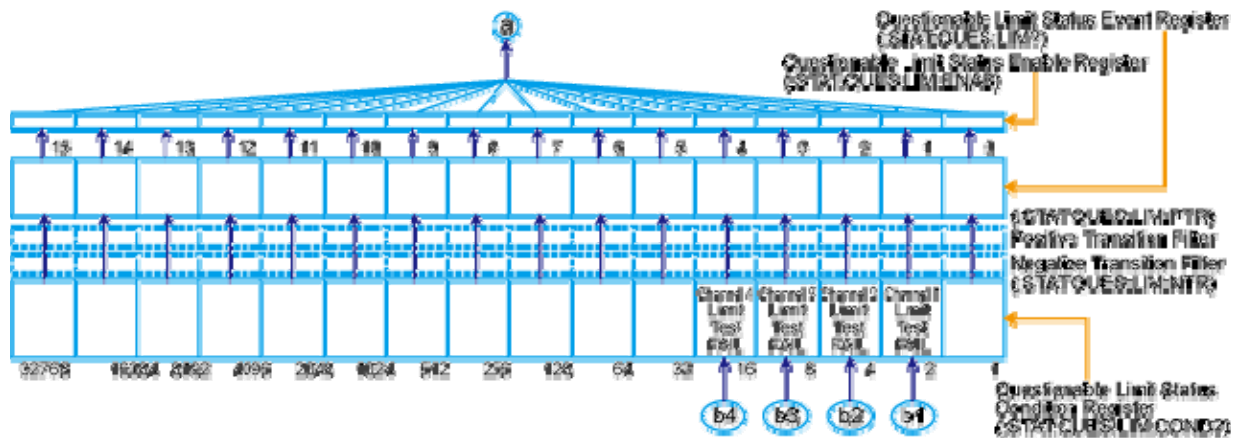 a
Questionable Limit Status Event Register
(:STAT:QUES:LIM?)
Questionable Limit Status Enable Register
(:STAT:QUES:LIM:ENAB)
15 14 13 12 11 10 9 8 7 6 5 4 3 2 1 0
(:STAT:QUES:LIM:PTR)
Positive Transition Filter
Negative Transition Filter
(:STAT:QUES:LIM:NTR)
Channel 4 Limit Test FAIL
Channel 3 Limit Test FAIL
Channel 2 Limit Test FAIL
Channel 1 Limit Test FAIL
32768 16384 8192 4096 2048 1024 512 256 128 64 32 16 8 4 2 1
b4 b3 b2 b1
Questionable Limit Status
Condition Register
(:STAT:QUES:LIM:COND?)